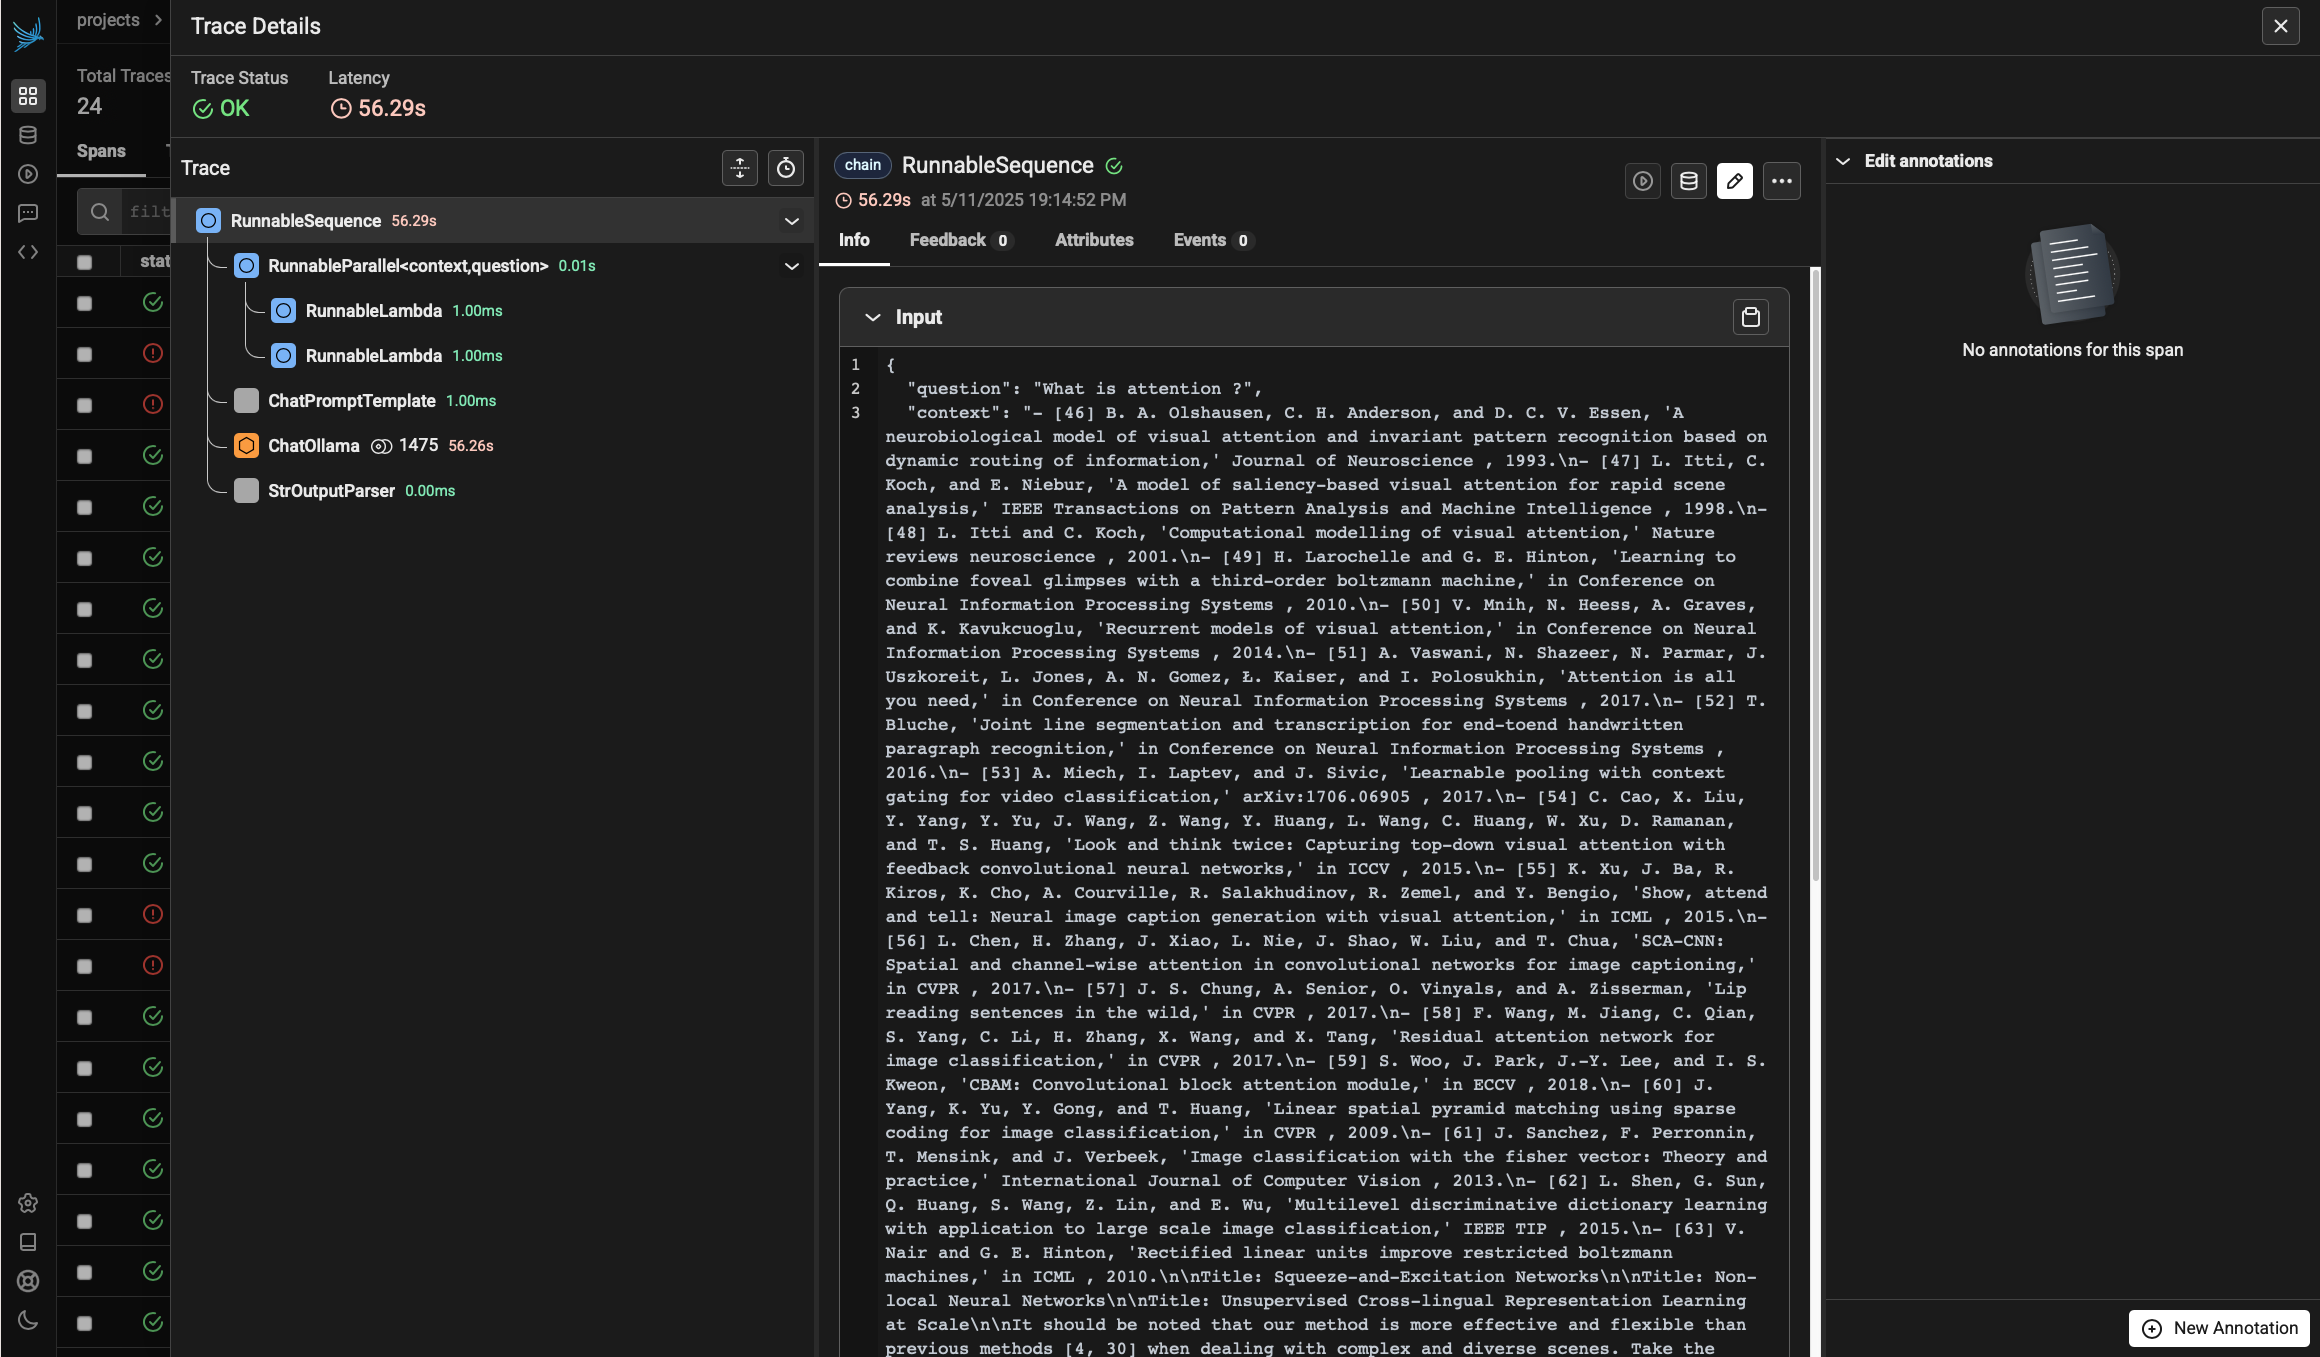 projects
Trace Details
Total Traces
24
Trace Status
Latency
OK
56.29s
Spans
filt
stat
Trace
RunnableSequence 56.29s
RunnableParallel<context,question> 0.01s
RunnableLambda 1.00ms
RunnableLambda 1.00ms
ChatPromptTemplate 1.00ms
ChatOllama 1475 56.26s
StrOutputParser 0.00ms
chain RunnableSequence
56.29s at 5/11/2025 19:14:52 PM
Info Feedback 0 Attributes Events 0
Input
1 {
2 "question": "What is attention ?",
3 "context": "- [46] B. A. Olshausen, C. H. Anderson, and D. C. V. Essen, 'A
neurobiological model of visual attention and invariant pattern recognition based on
dynamic routing of information,' Journal of Neuroscience , 1993.\n- [47] L. Itti, C.
Koch, and E. Niebur, 'A model of saliency-based visual attention for rapid scene
analysis,' IEEE Transactions on Pattern Analysis and Machine Intelligence , 1998.\n-
[48] L. Itti and C. Koch, 'Computational modelling of visual attention,' Nature
reviews neuroscience , 2001.\n- [49] H. Larochelle and G. E. Hinton, 'Learning to
combine foveal glimpses with a third-order boltzmann machine,' in Conference on
Neural Information Processing Systems , 2010.\n- [50] V. Mnih, N. Heess, A. Graves,
and K. Kavukcuoglu, 'Recurrent models of visual attention,' in Conference on Neural
Information Processing Systems , 2014.\n- [51] A. Vaswani, N. Shazeer, N. Parmar, J.
Uszkoreit, L. Jones, A. N. Gomez, Ł. Kaiser, and I. Polosukhin, 'Attention is all
you need,' in Conference on Neural Information Processing Systems , 2017.\n- [52] T.
Bluche, 'Joint line segmentation and transcription for end-toend handwritten
paragraph recognition,' in Conference on Neural Information Processing Systems ,
2016.\n- [53] A. Miech, I. Laptev, and J. Sivic, 'Learnable pooling with context
gating for video classification,' arXiv:1706.06905 , 2017.\n- [54] C. Cao, X. Liu,
Y. Yang, Y. Yu, J. Wang, Z. Wang, Y. Huang, L. Wang, C. Huang, W. Xu, D. Ramanan,
and T. S. Huang, 'Look and think twice: Capturing top-down visual attention with
feedback convolutional neural networks,' in ICCV , 2015.\n- [55] K. Xu, J. Ba, R.
Kiros, K. Cho, A. Courville, R. Salakhudinov, R. Zemel, and Y. Bengio, 'Show, attend
and tell: Neural image caption generation with visual attention,' in ICML , 2015.\n-
[56] L. Chen, H. Zhang, J. Xiao, L. Nie, J. Shao, W. Liu, and T. Chua, 'SCA-CNN:
Spatial and channel-wise attention in convolutional networks for image captioning,'
in CVPR , 2017.\n- [57] J. S. Chung, A. Senior, O. Vinyals, and A. Zisserman, 'Lip
reading sentences in the wild,' in CVPR , 2017.\n- [58] F. Wang, M. Jiang, C. Qian,
S. Yang, C. Li, H. Zhang, X. Wang, and X. Tang, 'Residual attention network for
image classification,' in CVPR , 2017.\n- [59] S. Woo, J. Park, J.-Y. Lee, and I. S.
Kweon, 'CBAM: Convolutional block attention module,' in ECCV , 2018.\n- [60] J.
Yang, K. Yu, Y. Gong, and T. Huang, 'Linear spatial pyramid matching using sparse
coding for image classification,' in CVPR , 2009.\n- [61] J. Sanchez, F. Perronnin,
T. Mensink, and J. Verbeek, 'Image classification with the fisher vector: Theory and
practice,' International Journal of Computer Vision , 2013.\n- [62] L. Shen, G. Sun,
Q. Huang, S. Wang, Z. Lin, and E. Wu, 'Multilevel discriminative dictionary learning
with application to large scale image classification,' IEEE TIP , 2015.\n- [63] V.
Nair and G. E. Hinton, 'Rectified linear units improve restricted boltzmann
machines,' in ICML , 2010.\n\nTitle: Squeeze-and-Excitation Networks\n\nTitle: Non-
local Neural Networks\n\nTitle: Unsupervised Cross-lingual Representation Learning
at Scale\n\nIt should be noted that our method is more effective and flexible than
previous methods [4, 30] when dealing with complex and diverse scenes. Take the
Edit annotations
No annotations for this span
New Annotation